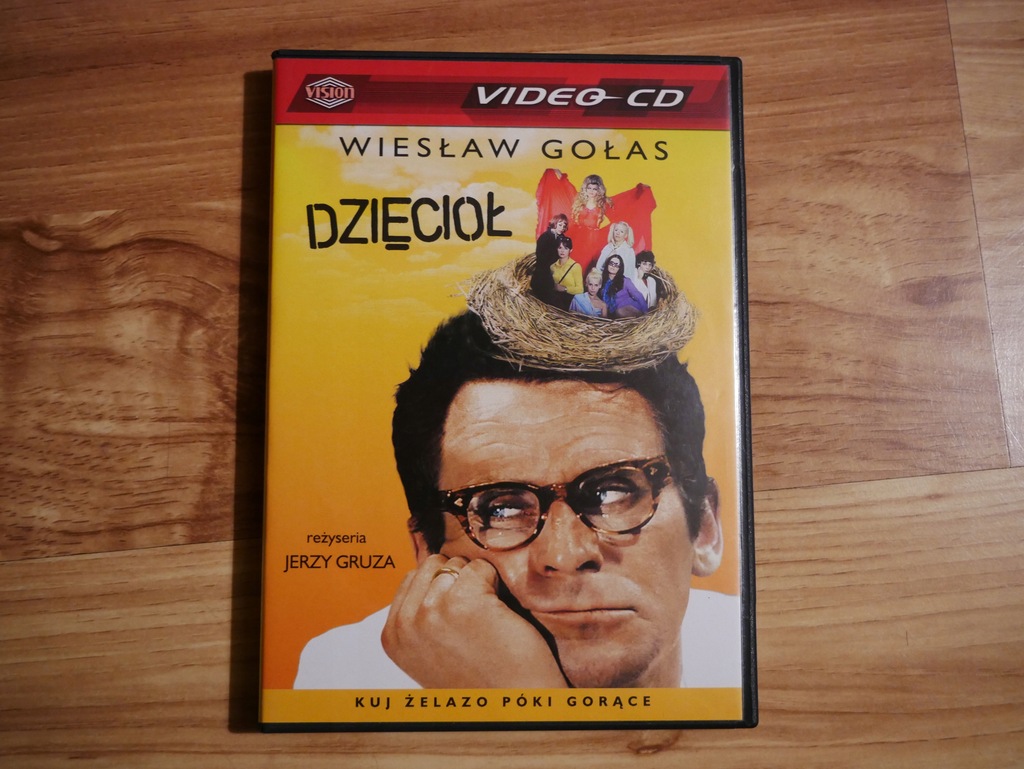 VISION
VIDEO CD
WIESŁAW GOŁAS
DZIĘCIOŁ
reżyseria
JERZY GRUZA
KUJ ŻELAZO PÓKI GORĄCE